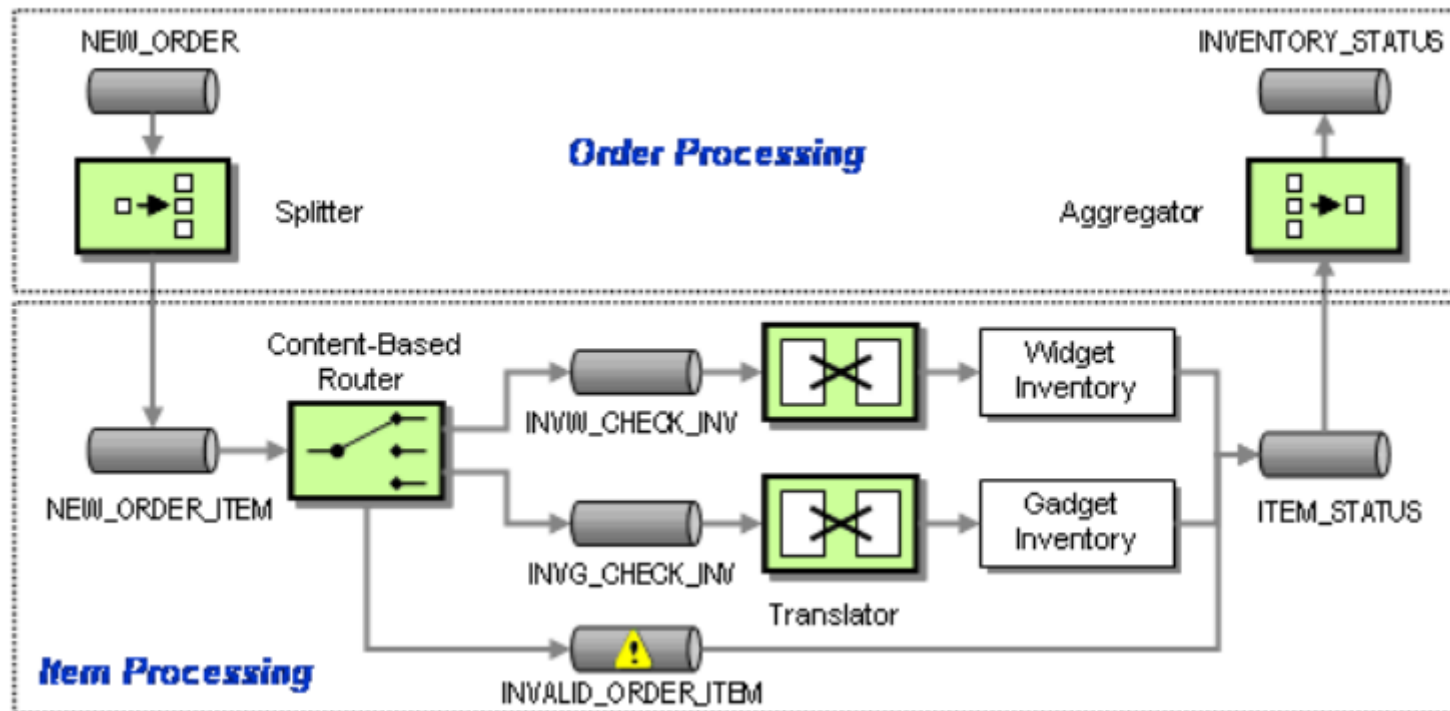 NEW_ORDER
INVENTORY_STATUS
Order Processing
Splitter
Aggregator
Content-Based
Router
Widget
Inventory
INVW_CHECK_INV
NEW_ORDER_ITEM
Gadget
Inventory
ITEM_STATUS
INVG_CHECK_INV
Translator
!
Item Processing
INVALID_ORDER_ITEM